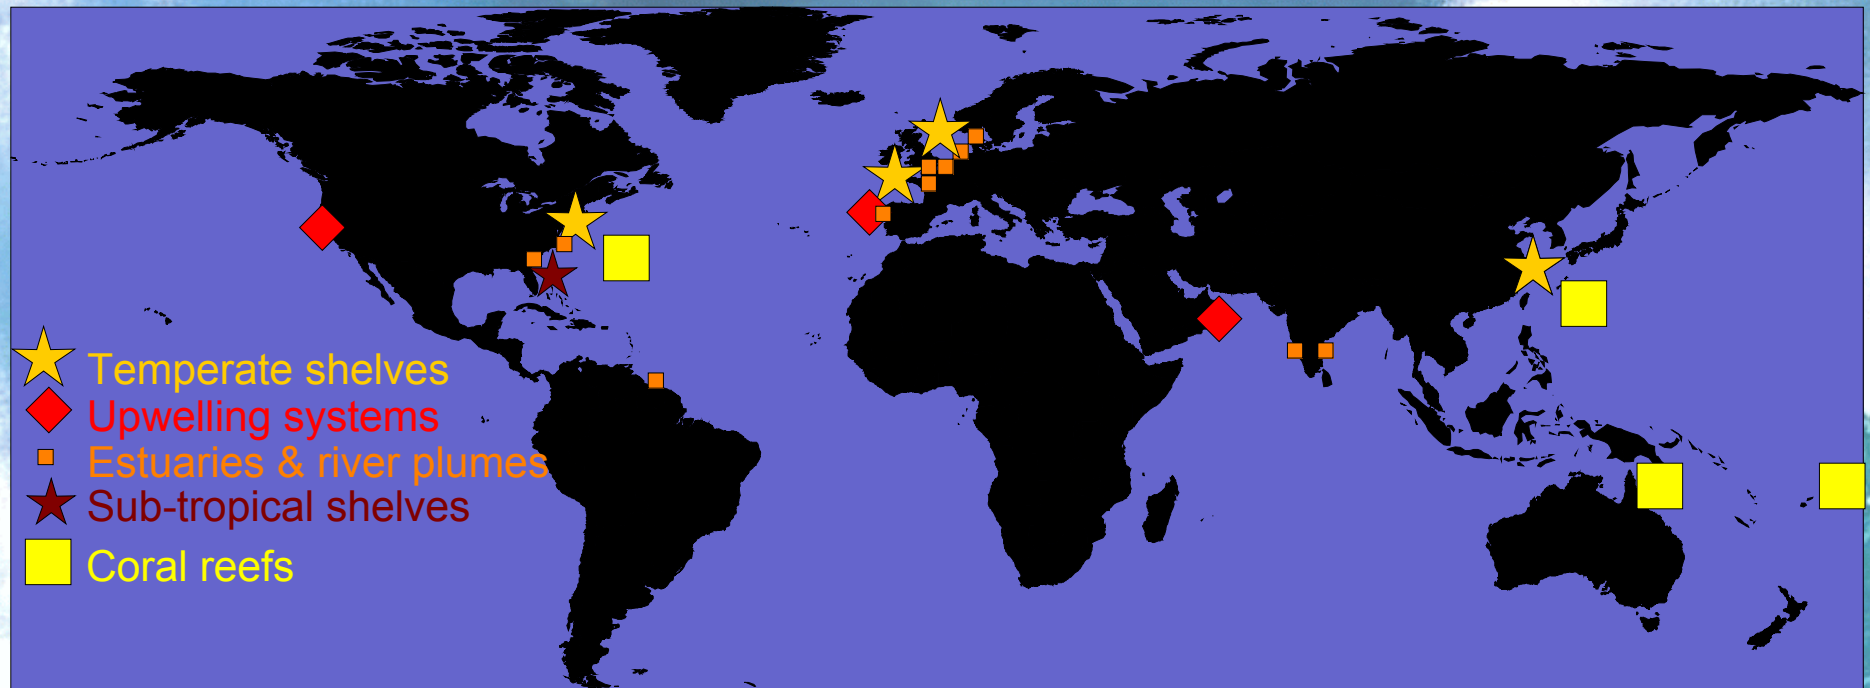 Temperate shelves
Upwelling systems
Estuaries & river plumes
Sub-tropical shelves
Coral reefs